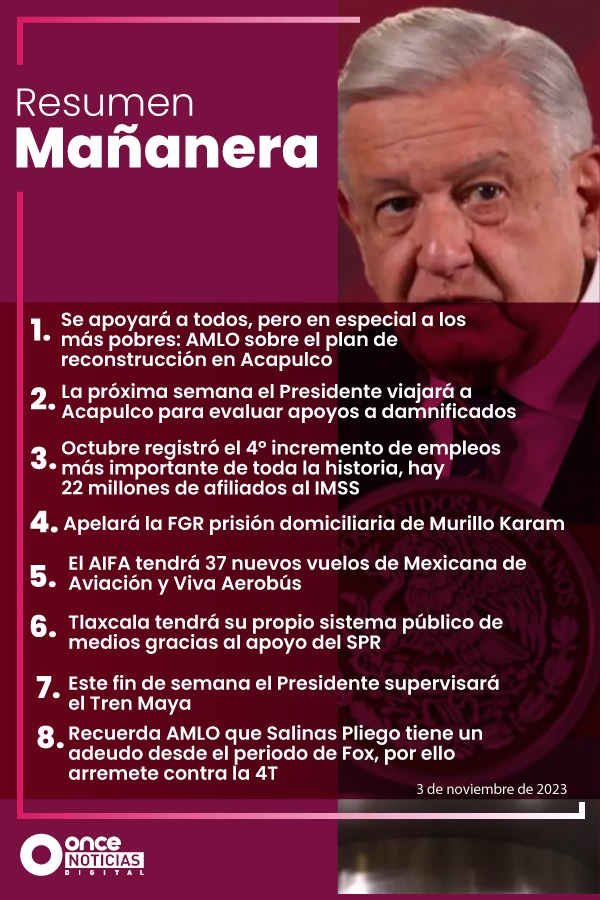 Resumen
Mañanera
1. Se apoyará a todos, pero en especial a los
más pobres: AMLO sobre el plan de
reconstrucción en Acapulco
2. La próxima semana el Presidente viajará a
Acapulco para evaluar apoyos a damnificados
3. Octubre registró el 4° incremento de empleos
más importante de toda la historia, hay
22 millones de afiliados al IMSS
4. Apelará la FGR prisión domiciliaria de Murillo Karam
5. El AIFA tendrá 37 nuevos vuelos de Mexicana de
Aviación y Viva Aerobús
6. Tlaxcala tendrá su propio sistema público de
medios gracias al apoyo del SPR
7. Este fin de semana el Presidente supervisará
el Tren Maya
8. Recuerda AMLO que Salinas Pliego tiene un
adeudo desde el periodo de Fox, por ello
arremete contra la 4T
3 de noviembre de 2023
once
NOTICIAS
DIGITAL